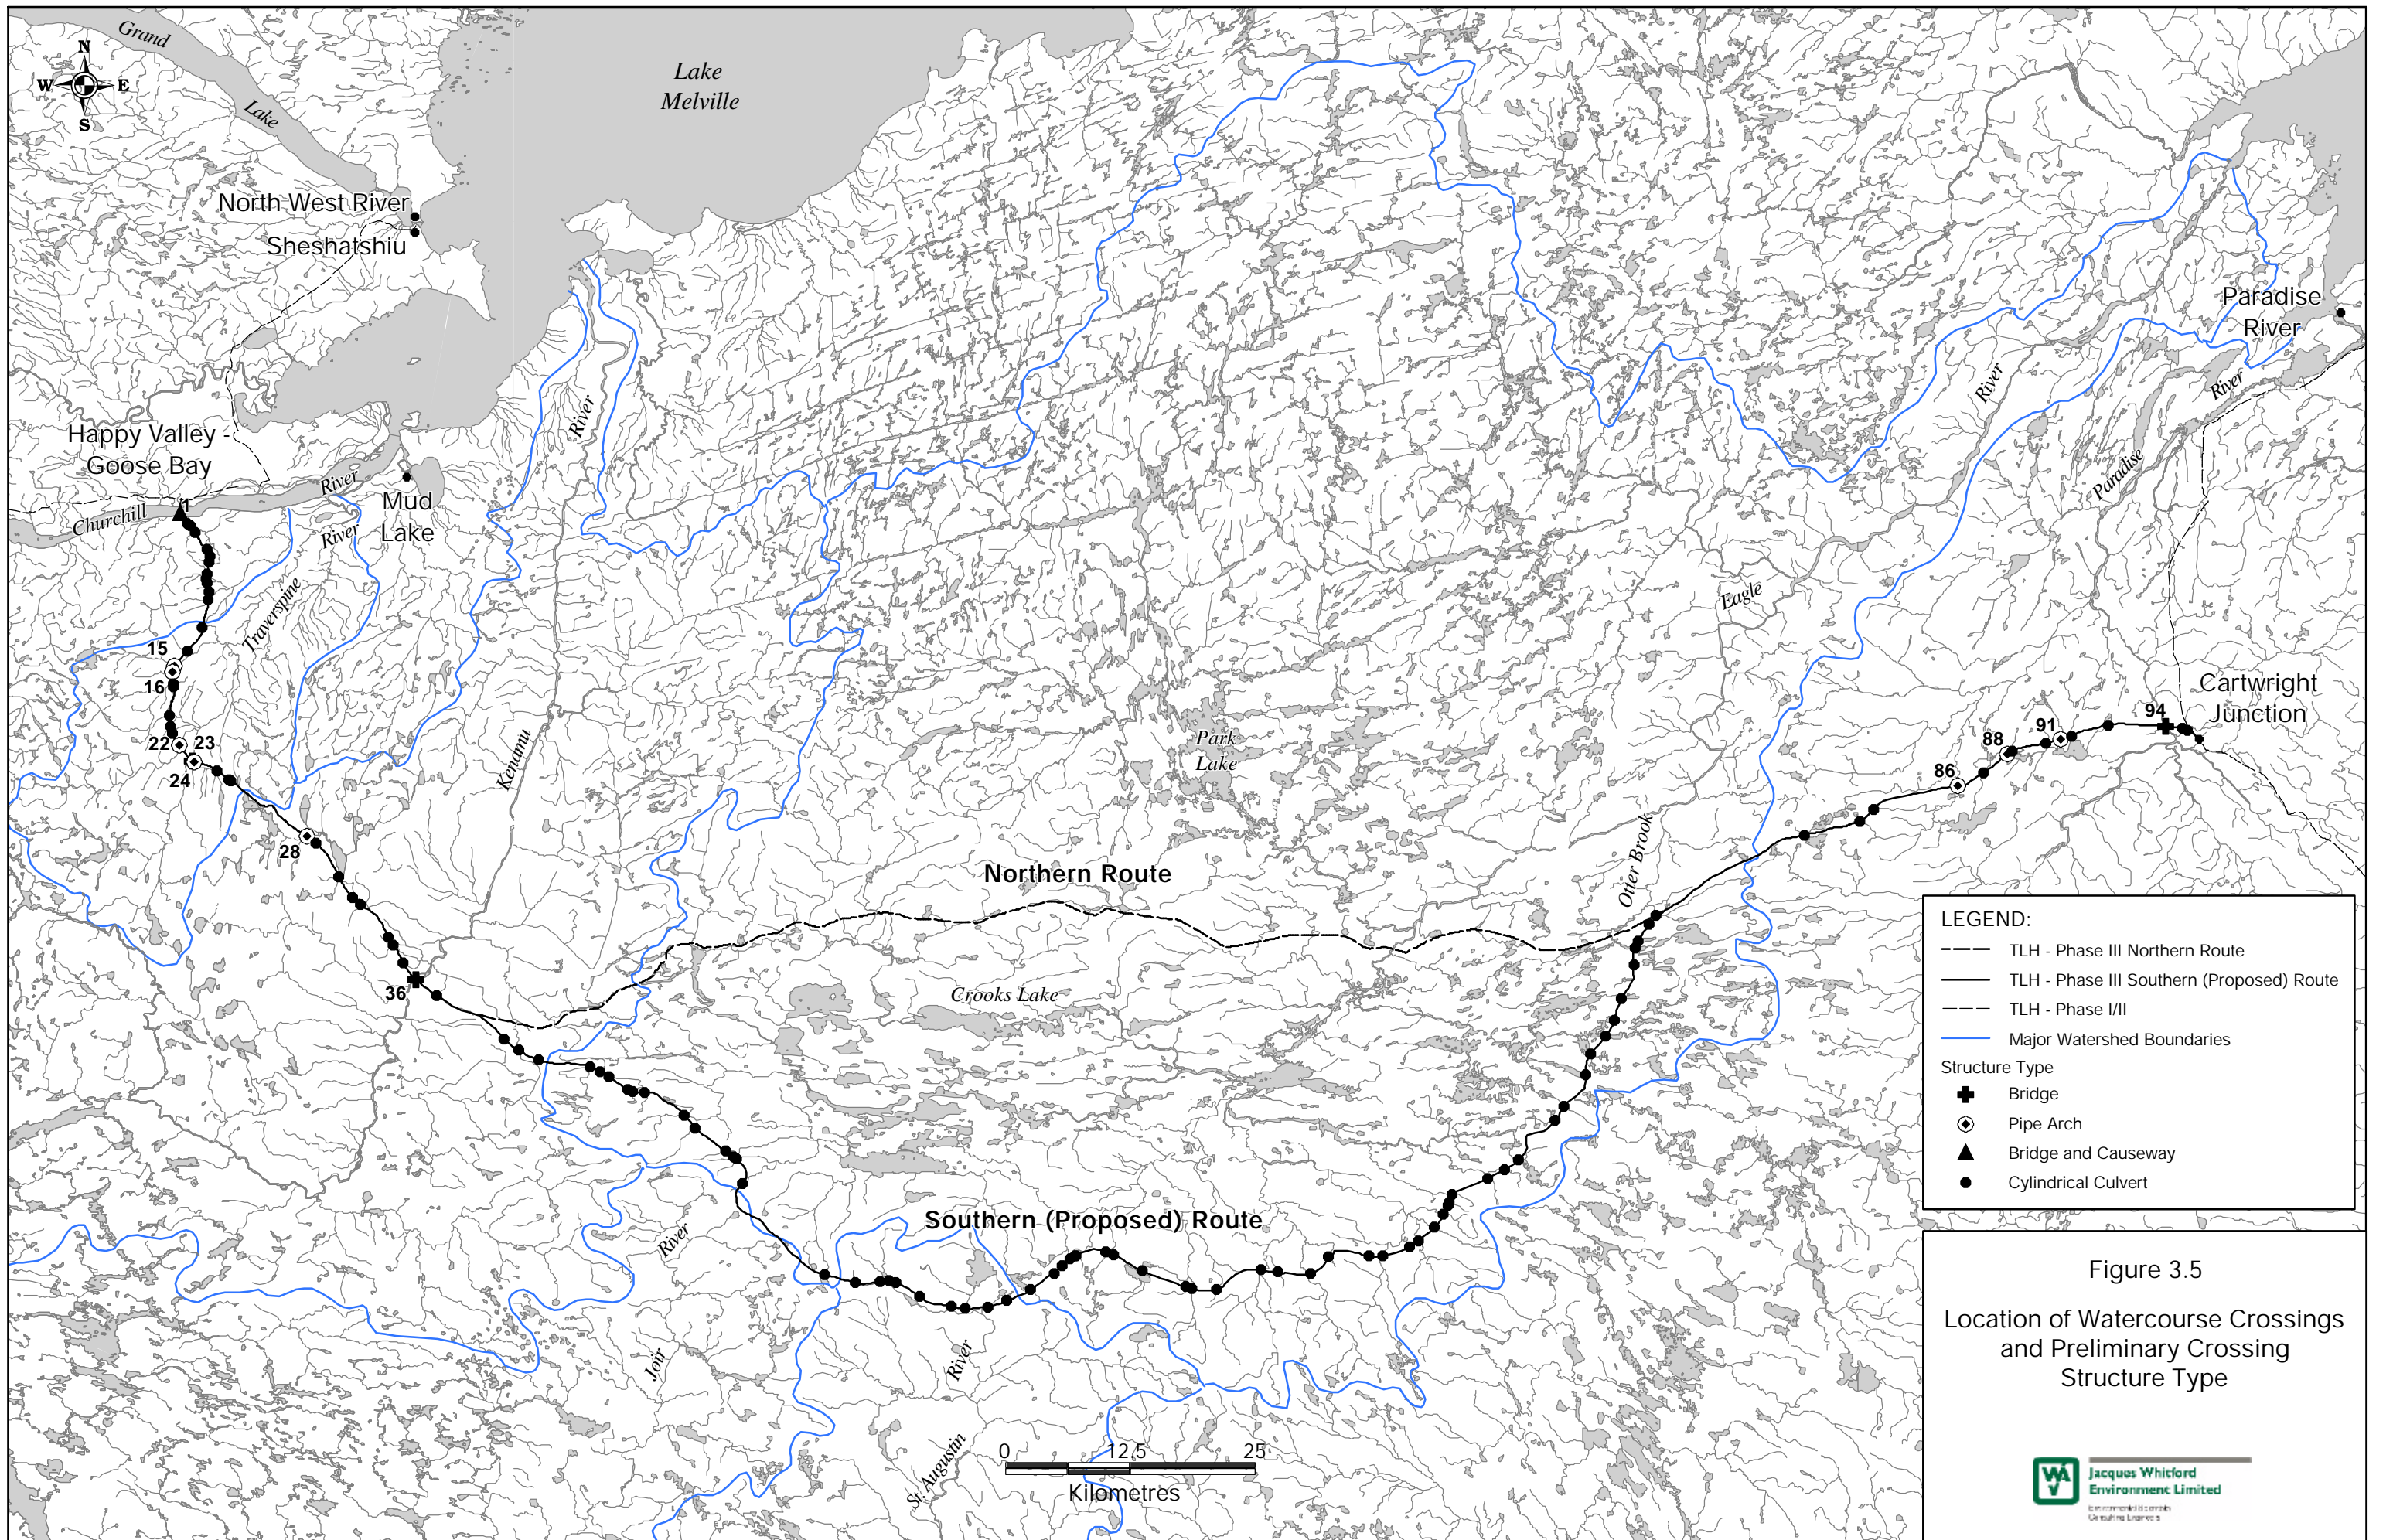 Grand
Lake
N
W
E
S
Lake
Melville
North West River
Sheshatshiu
Happy Valley -
Goose Bay
Churchill
River
Mud
Lake
1
Traverspine
River
River
Kenamu
15
16
22
23
24
28
36
Park
Lake
Crooks Lake
Northern Route
Southern (Proposed) Route
Otter Brook
Eagle
River
Paradise
River
Paradise
River
Cartwright
Junction
86
88
91
94
Joir
River
St. Augustin
River
0
12.5
25
Kilometres
LEGEND:
TLH - Phase III Northern Route
TLH - Phase III Southern (Proposed) Route
TLH - Phase I/II
Major Watershed Boundaries
Structure Type
Bridge
Pipe Arch
Bridge and Causeway
Cylindrical Culvert
Figure 3.5
Location of Watercourse Crossings
and Preliminary Crossing
Structure Type
Jacques Whitford
Environment Limited